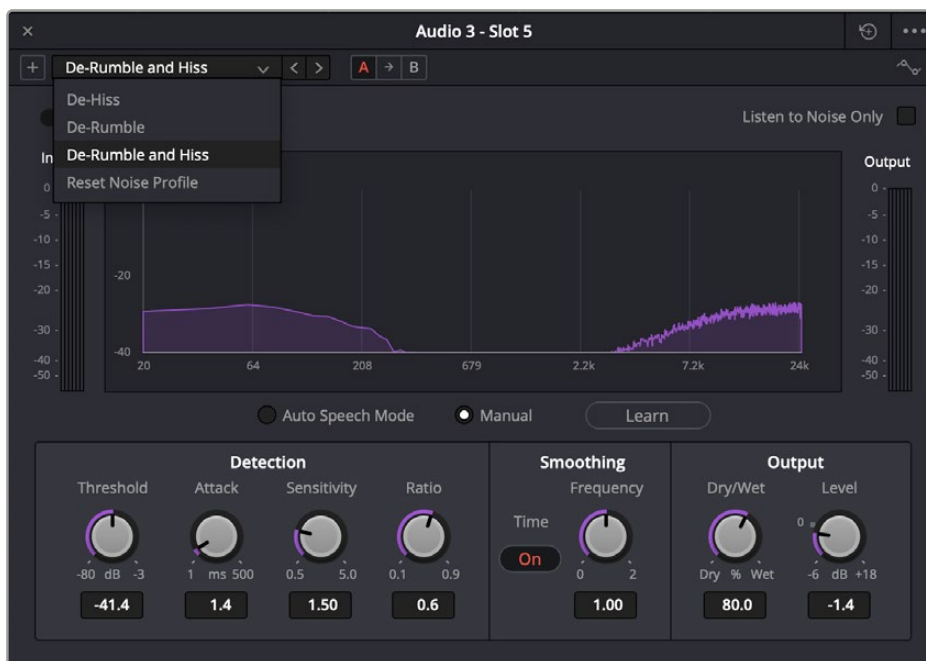 Audio 3 - Slot 5
De-Rumble and Hiss
A B
De-Hiss
De-Rumble
De-Rumble and Hiss
Reset Noise Profile
Listen to Noise Only
In
Output
0 -5 -10 -15 -20 -30 -40 -50
-20
-40
20 64 208 679 2.2k 7.2k 24k
0 -5 -10 -15 -20 -30 -40 -50
Auto Speech Mode Manual Learn
Detection
Threshold Attack Sensitivity Ratio
-80 dB -3 1 ms 500 0.5 5.0 0.1 0.9
-41.4 1.4 1.50 0.6
Smoothing
Frequency
Time
On
0 2
1.00
Output
Dry/Wet Level
0
Dry % Wet -6 dB +18
80.0 -1.4